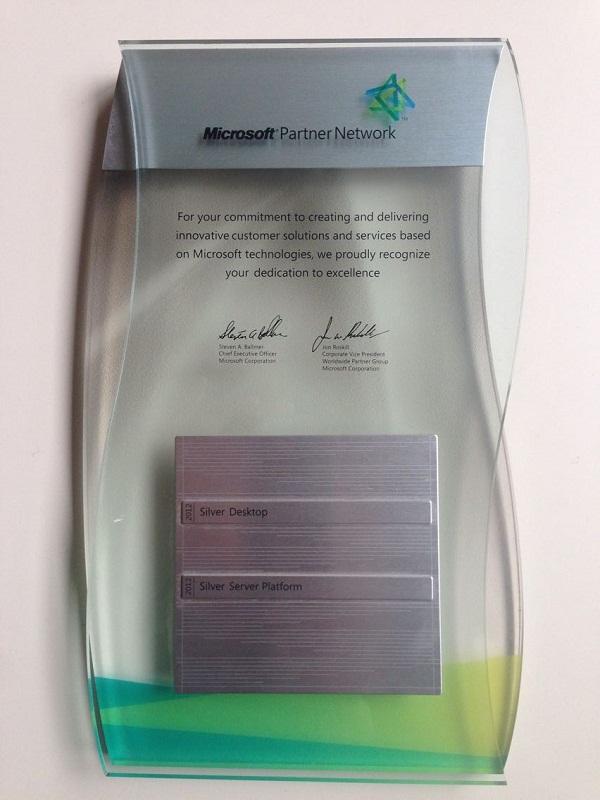 Microsoft® Partner Network
For your commitment to creating and delivering
innovative customer solutions and services based
on Microsoft technologies, we proudly recognize
your dedication to excellence
Steven A. Ballmer
Chief Executive Officer
Microsoft Corporation
Jon Roskill
Corporate Vice President
Worldwide Partner Group
Microsoft Corporation
2012 Silver Desktop
2012 Silver Server Platform